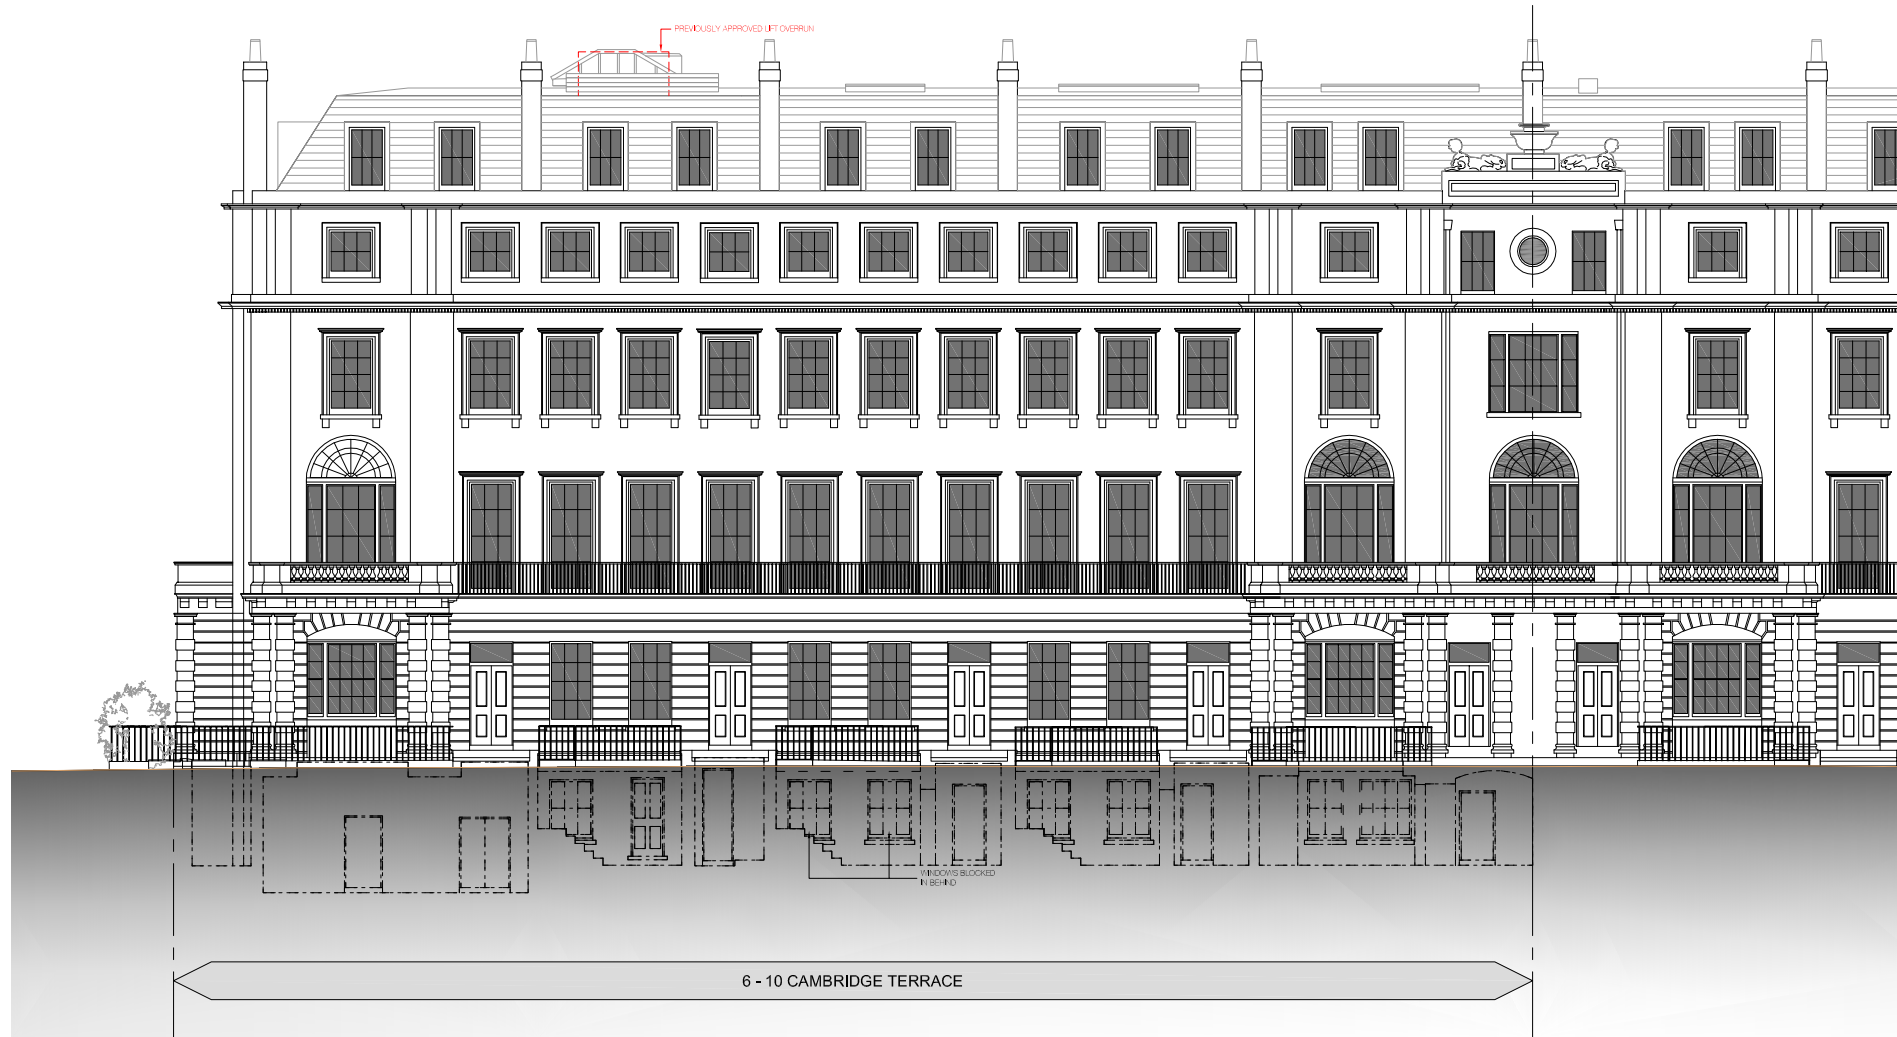 PREVIOUSLY APPROVED LIFT OVERRUN
WINDOWS BLOCKED
IN BEHIND
6 - 10 CAMBRIDGE TERRACE